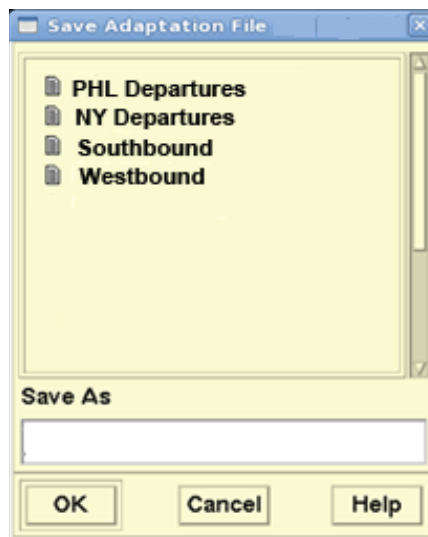 Save Adaptation File
PHL Departures
NY Departures
Southbound
Westbound
Save As
OK Cancel Help